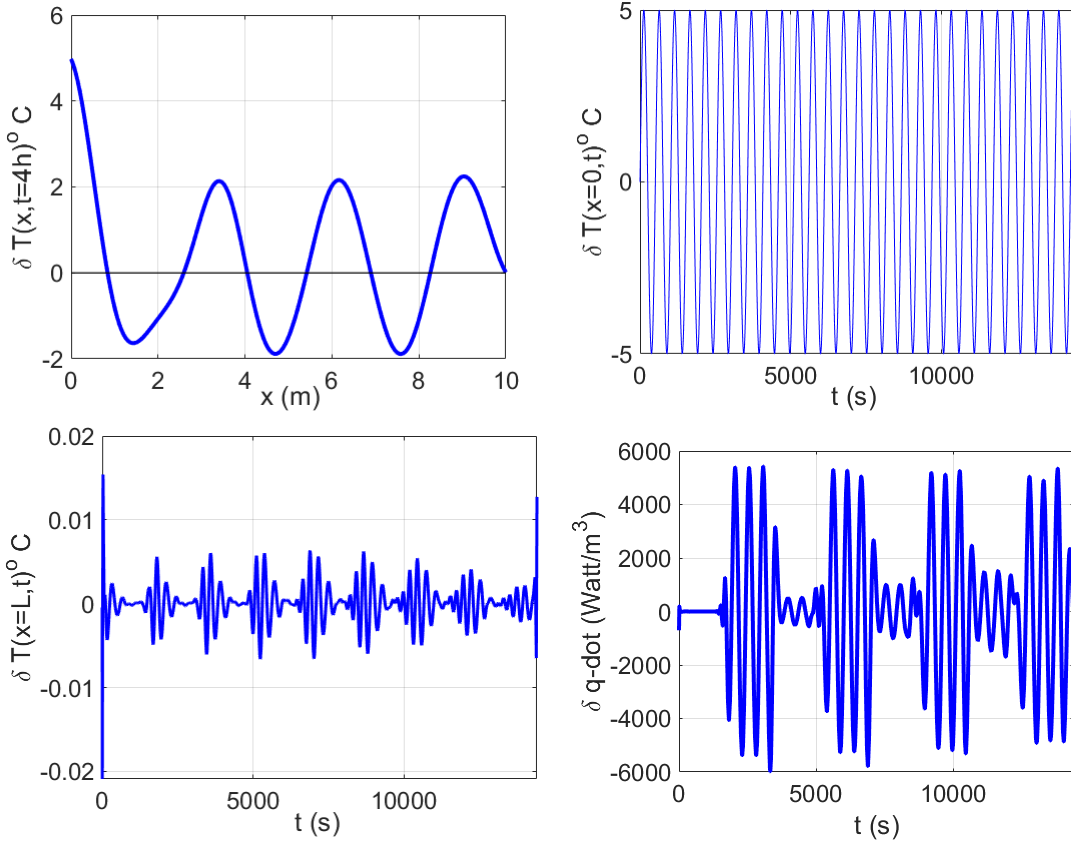 δ T(x,t=4h)° C
6
4
2
0
-2
0 2 4 6 8 10
x (m)
δ T(x=0,t)° C
5
0
-5
0 5000 10000
t (s)
δ T(x=L,t)° C
0.02
0.01
0
-0.01
-0.02
0 5000 10000
t (s)
δ q-dot (Watt/m³)
6000
4000
2000
0
-2000
-4000
-6000
0 5000 10000
t (s)